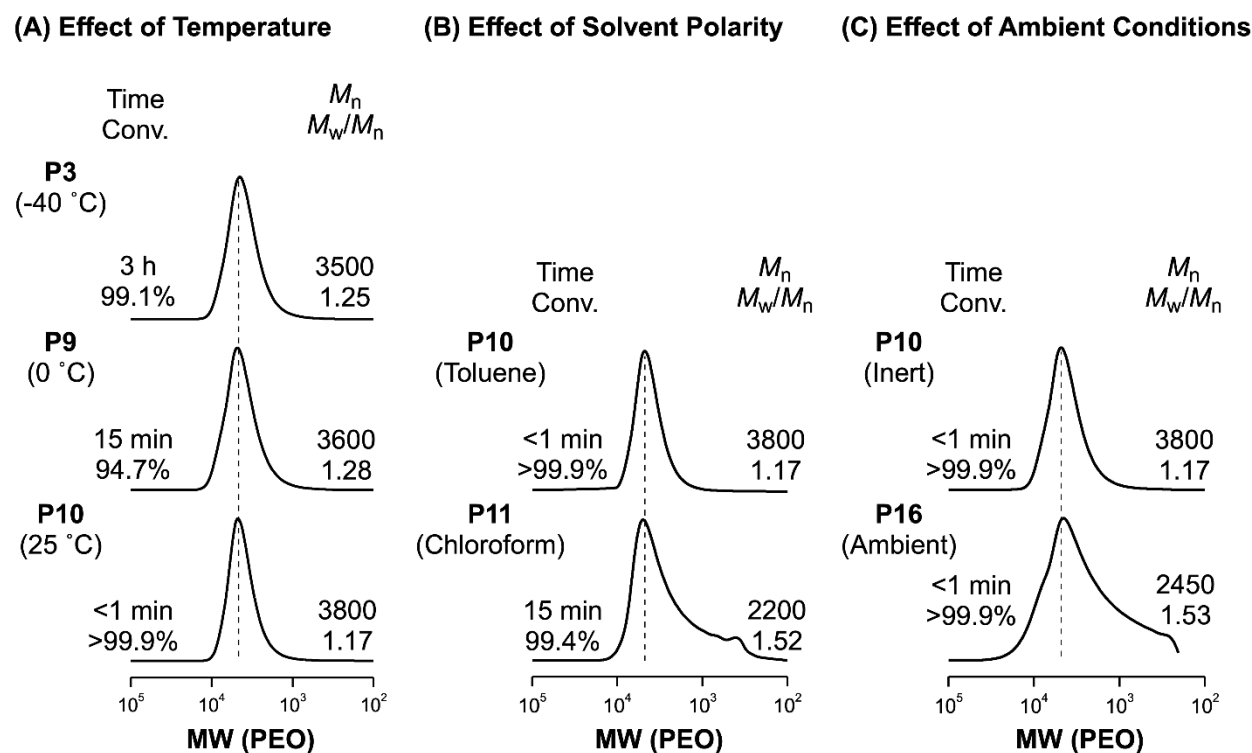 (A) Effect of Temperature
Time
Conv.
Mn
Mw/Mn
P3
(-40 ˚C)
3 h
99.1%
3500
1.25
P9
(0 ˚C)
15 min
94.7%
3600
1.28
P10
(25 ˚C)
<1 min
>99.9%
3800
1.17
10⁵ 10⁴ 10³ 10²
MW (PEO)
(B) Effect of Solvent Polarity
Time
Conv.
Mn
Mw/Mn
P10
(Toluene)
<1 min
>99.9%
3800
1.17
P11
(Chloroform)
15 min
99.4%
2200
1.52
10⁵ 10⁴ 10³ 10²
MW (PEO)
(C) Effect of Ambient Conditions
Time
Conv.
Mn
Mw/Mn
P10
(Inert)
<1 min
>99.9%
3800
1.17
P16
(Ambient)
<1 min
>99.9%
2450
1.53
10⁵ 10⁴ 10³ 10²
MW (PEO)